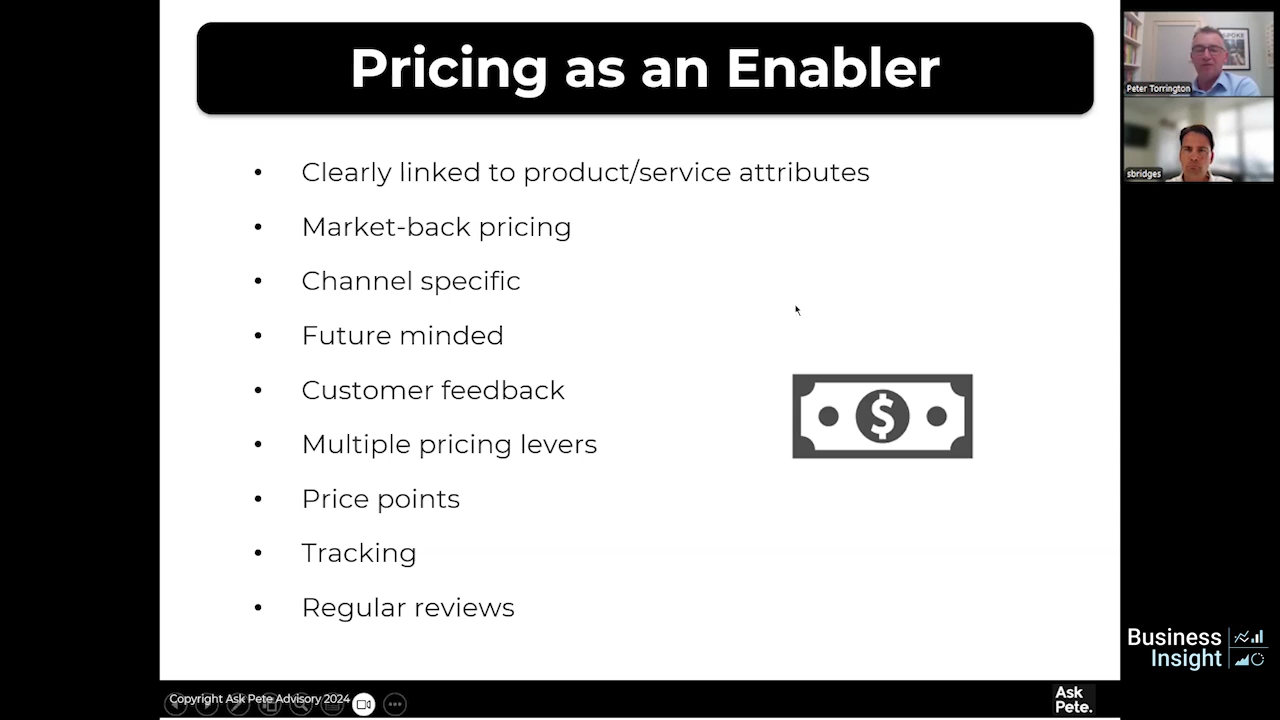 Pricing as an Enabler
• Clearly linked to product/service attributes
• Market-back pricing
• Channel specific
• Future minded
• Customer feedback
• Multiple pricing levers
• Price points
• Tracking
• Regular reviews
$
Copyright Ask Pete Advisory 2024
Ask
Pete.
POKE
Peter Torrington
sbridges
Business
Insight